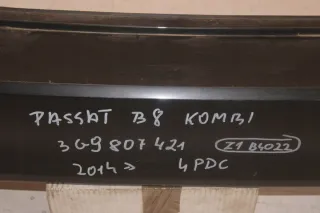 PASSAT B8 KOMBI
3G9 807 421 Z1 B4022
2014 > 4PDC